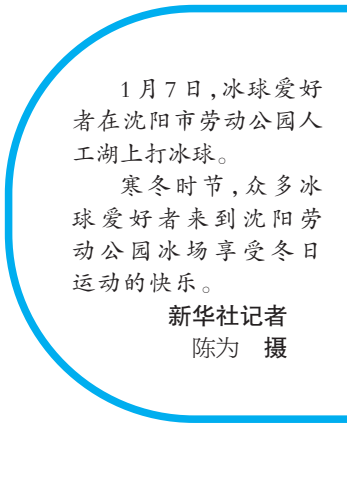 1月7日,冰球爱好
者在沈阳市劳动公园人
工湖上打冰球。
寒冬时节,众多冰
球爱好者来到沈阳劳
动公园冰场享受冬日
运动的快乐。
新华社记者
陈为 摄